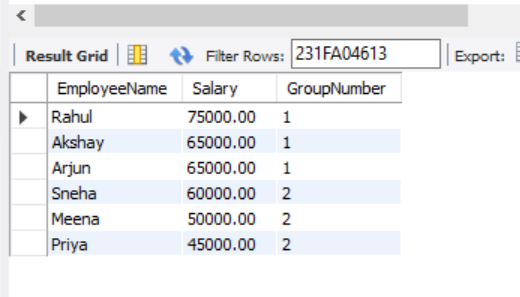 Result Grid Filter Rows: 231FA04613 Export:
EmployeeName Salary GroupNumber
Rahul 75000.00 1
Akshay 65000.00 1
Arjun 65000.00 1
Sneha 60000.00 2
Meena 50000.00 2
Priya 45000.00 2